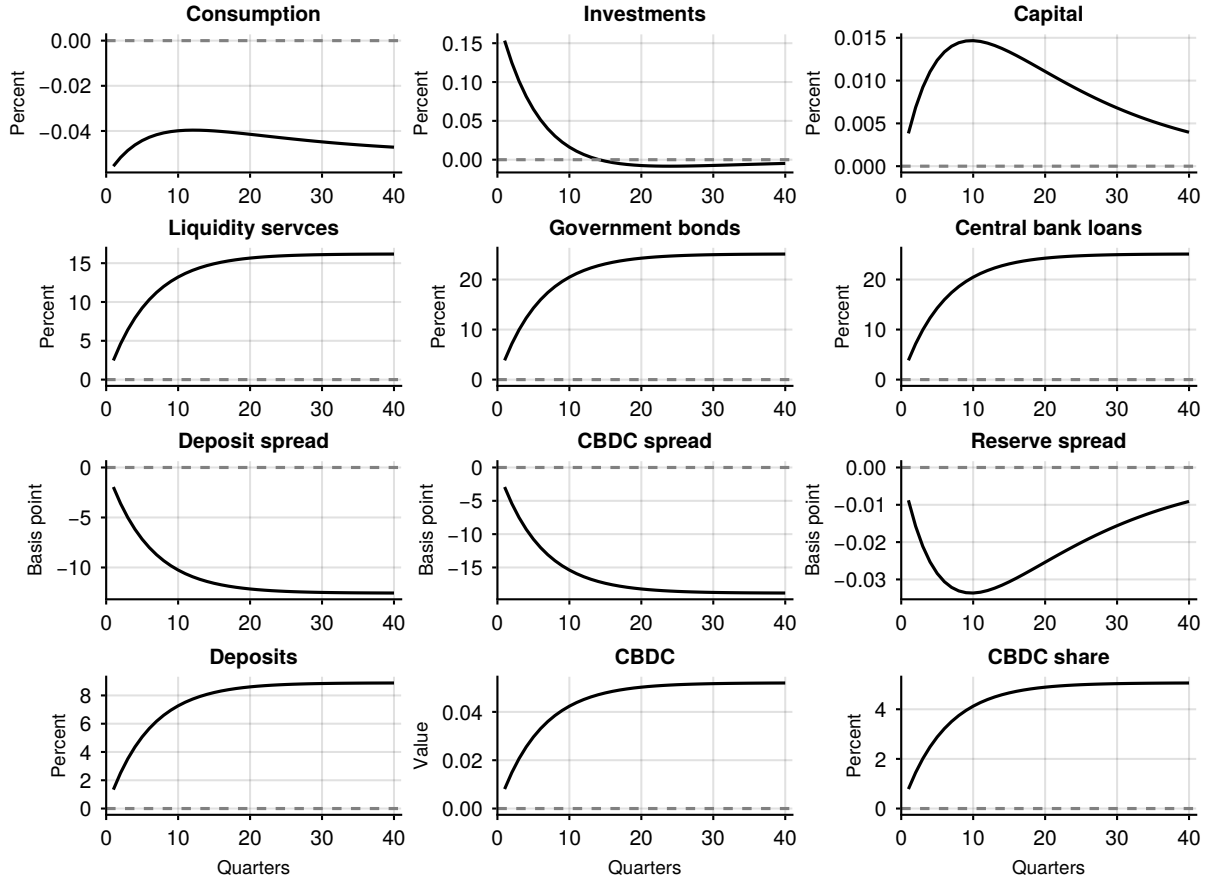 Consumption
Investments
Capital
Percent
0.00
−0.02
−0.04
0 10 20 30 40
Percent
0.15
0.10
0.05
0.00
0 10 20 30 40
Percent
0.015
0.010
0.005
0.000
0 10 20 30 40
Liquidity servces
Government bonds
Central bank loans
Percent
15
10
5
0
0 10 20 30 40
Percent
20
10
0
0 10 20 30 40
Percent
20
10
0
0 10 20 30 40
Deposit spread
CBDC spread
Reserve spread
Basis point
0
−5
−10
0 10 20 30 40
Basis point
0
−5
−10
−15
0 10 20 30 40
Basis point
0.00
−0.01
−0.02
−0.03
0 10 20 30 40
Deposits
CBDC
CBDC share
Percent
8
6
4
2
0
0 10 20 30 40
Quarters
Value
0.04
0.02
0.00
0 10 20 30 40
Quarters
Percent
4
2
0
0 10 20 30 40
Quarters